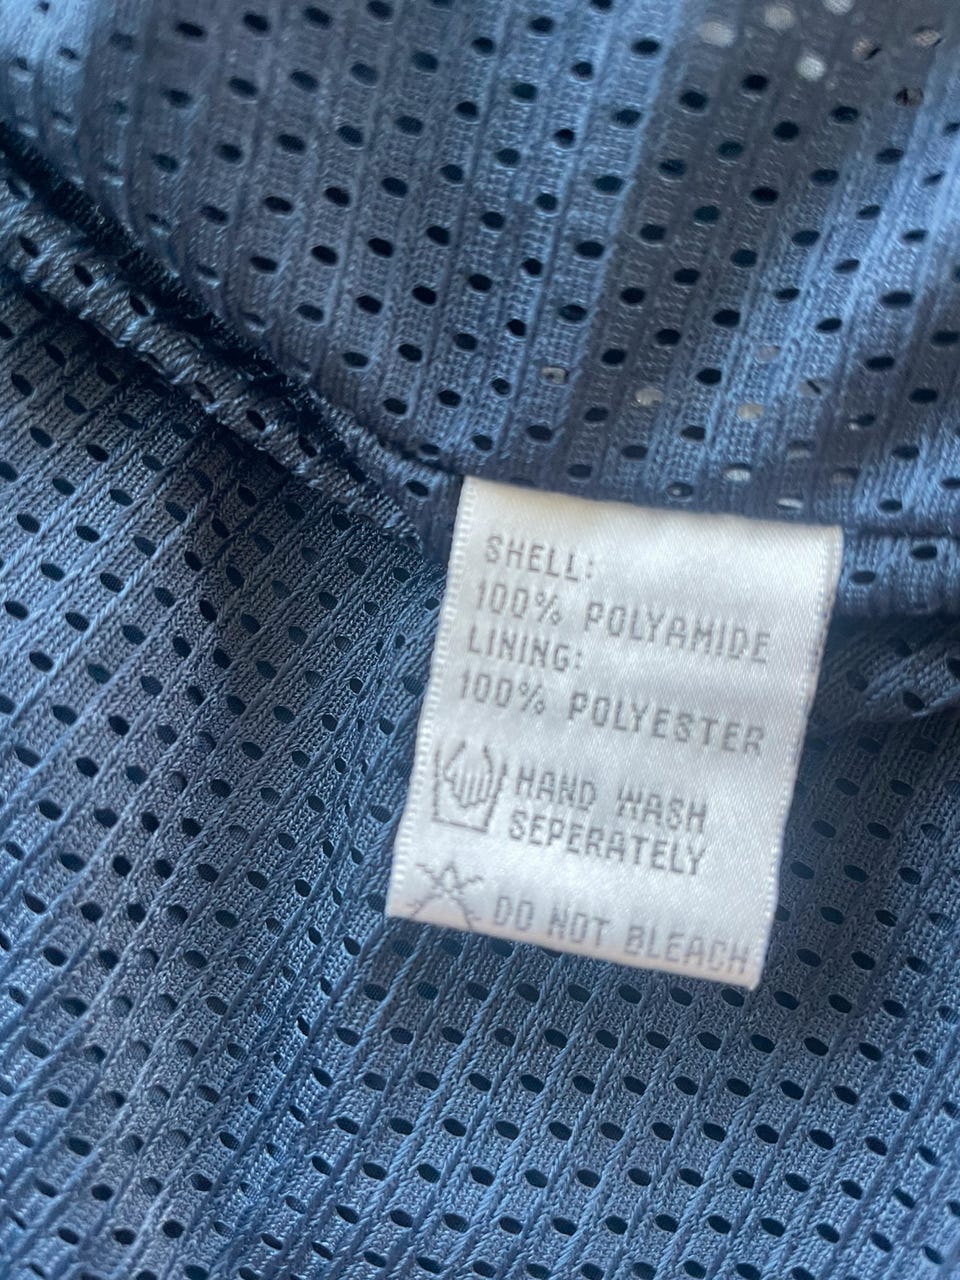 SHELL:
100% POLYAMIDE
LINING:
100% POLYESTER
HAND WASH
SEPERATELY
DO NOT BLEACH